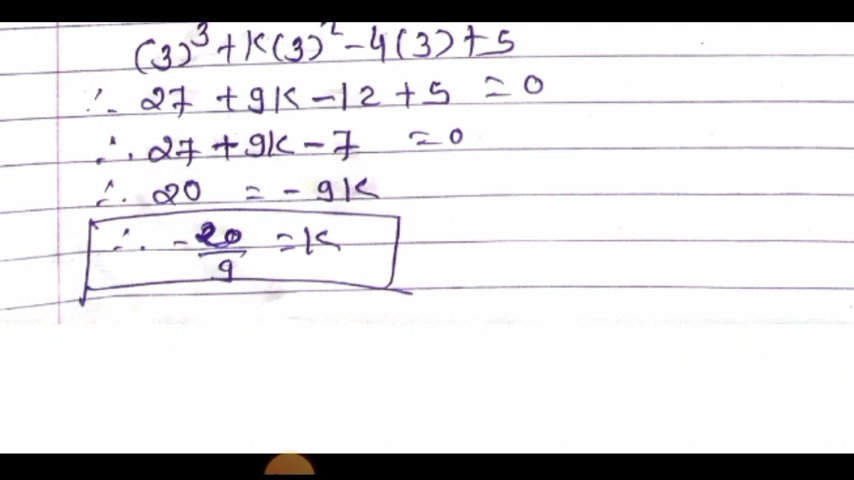 (3)³ + K(3)² - 4(3) + 5
∴ 27 + 9K - 12 + 5 = 0
∴ 27 + 9K - 7 = 0
∴ 20 = - 9K
∴ - 20/9 = K